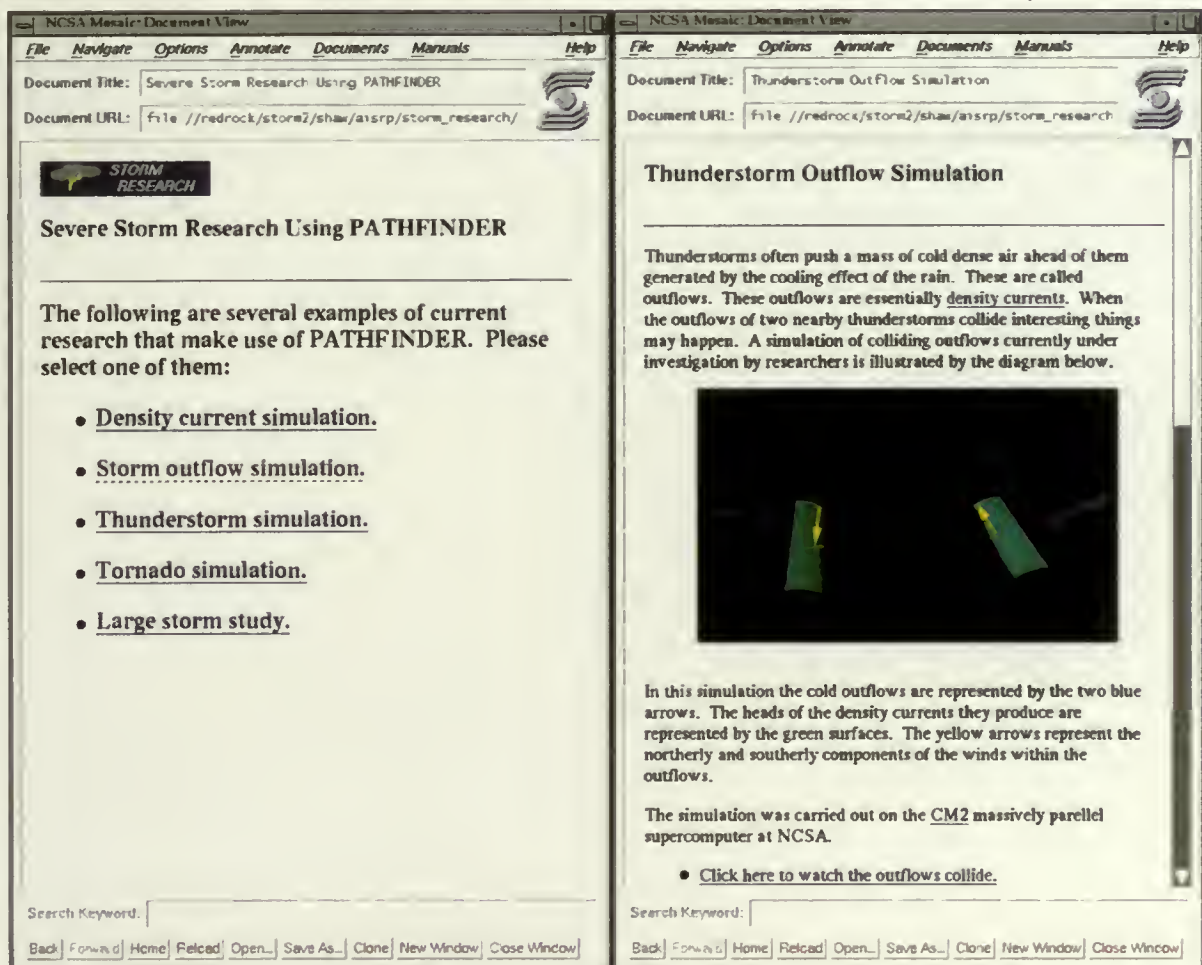 NCSA Mosaic: Document View
File Navigate Options Annotate Documents Manuals Help
Document Title: Severe Storm Research Using PATHFINDER
Document URL: file //redrock/storm2/shaw/aisrp/storm_research/
STORM
RESEARCH
Severe Storm Research Using PATHFINDER
The following are several examples of current
research that make use of PATHFINDER. Please
select one of them:
• Density current simulation.
• Storm outflow simulation.
• Thunderstorm simulation.
• Tornado simulation.
• Large storm study.
Search Keyword:
Back Forward Home Reload Open... Save As... Clone New Window Close Window
NCSA Mosaic: Document View
File Navigate Options Annotate Documents Manuals Help
Document Title: Thunderstorm Outflow Simulation
Document URL: file //redrock/storm2/shaw/aisrp/storm_research
Thunderstorm Outflow Simulation
Thunderstorms often push a mass of cold dense air ahead of them
generated by the cooling effect of the rain. These are called
outflows. These outflows are essentially density currents. When
the outflows of two nearby thunderstorms collide interesting things
may happen. A simulation of colliding outflows currently under
investigation by researchers is illustrated by the diagram below.
In this simulation the cold outflows are represented by the two blue
arrows. The heads of the density currents they produce are
represented by the green surfaces. The yellow arrows represent the
northerly and southerly components of the winds within the
outflows.
The simulation was carried out on the CM2 massively parellel
supercomputer at NCSA.
• Click here to watch the outflows collide.
Search Keyword:
Back Forward Home Reload Open... Save As... Clone New Window Close Window